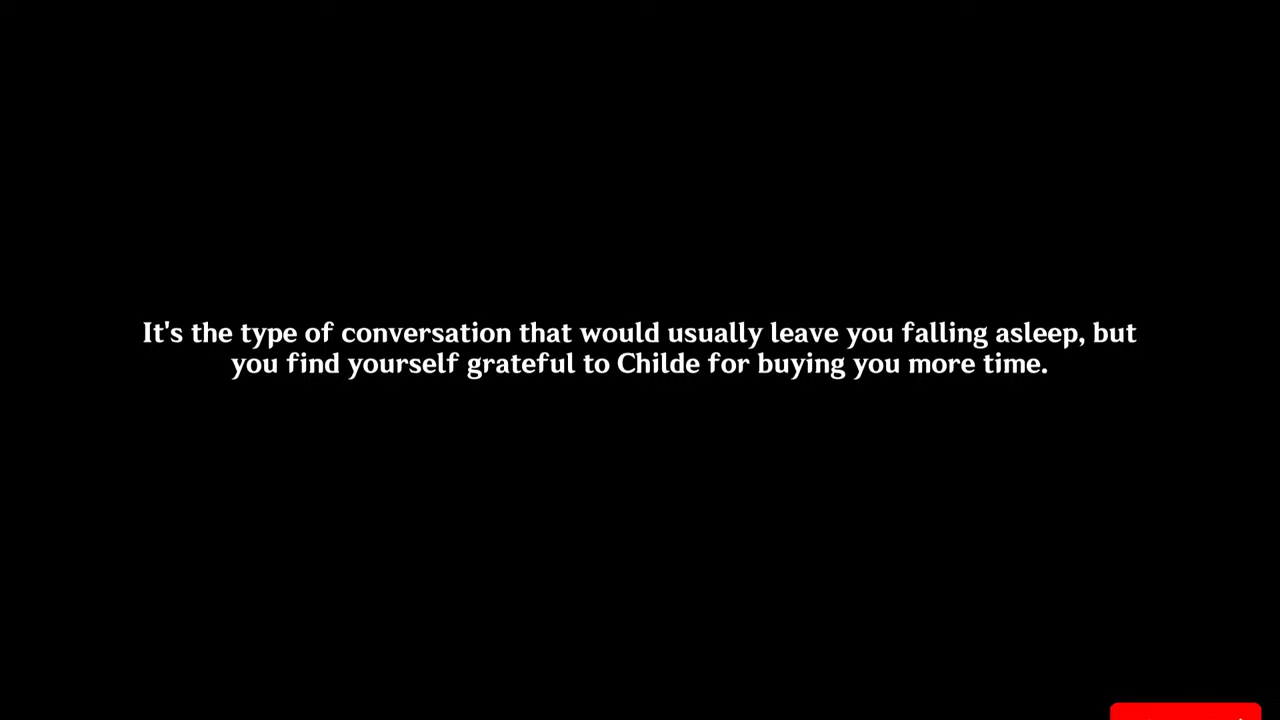 It's the type of conversation that would usually leave you falling asleep, but
you find yourself grateful to Childe for buying you more time.